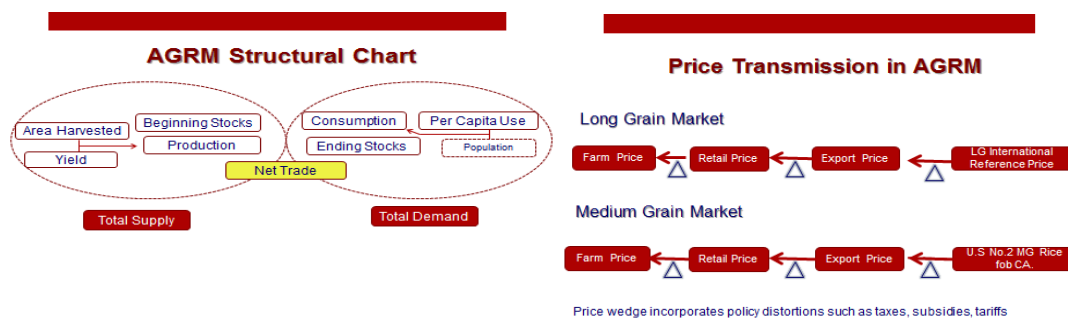 AGRM Structural Chart
Area Harvested
Beginning Stocks
Production
Yield
Consumption
Per Capita Use
Ending Stocks
Population
Net Trade
Total Supply
Total Demand
Price Transmission in AGRM
Long Grain Market
Farm Price
Retail Price
Export Price
LG International
Reference Price
Medium Grain Market
Farm Price
Retail Price
Export Price
U.S No.2 MG Rice
fob CA.
Price wedge incorporates policy distortions such as taxes, subsidies, tariffs